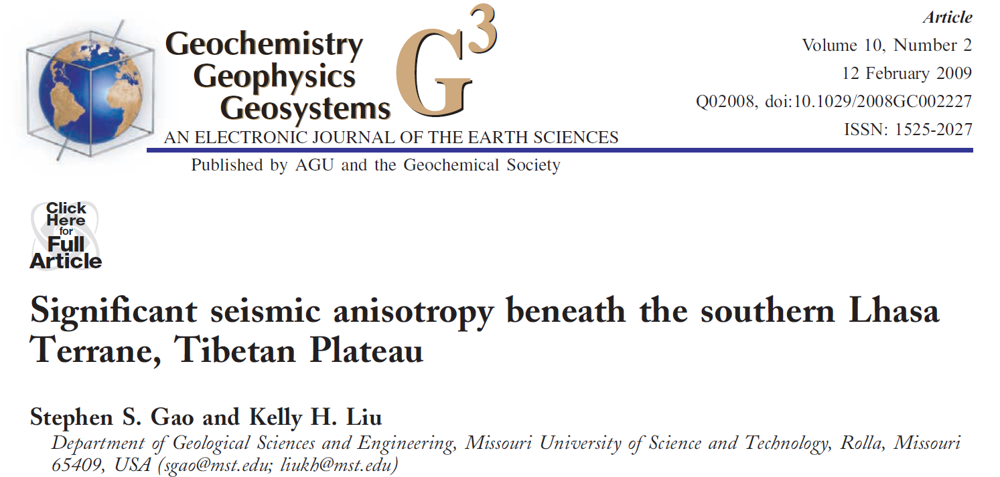 Geochemistry
Geophysics
Geosystems
G3
AN ELECTRONIC JOURNAL OF THE EARTH SCIENCES
Published by AGU and the Geochemical Society
Article
Volume 10, Number 2
12 February 2009
Q02008, doi:10.1029/2008GC002227
ISSN: 1525-2027
Click
Here
for
Full
Article
Significant seismic anisotropy beneath the southern Lhasa
Terrane, Tibetan Plateau
Stephen S. Gao and Kelly H. Liu
Department of Geological Sciences and Engineering, Missouri University of Science and Technology, Rolla, Missouri
65409, USA (sgao@mst.edu; liukh@mst.edu)